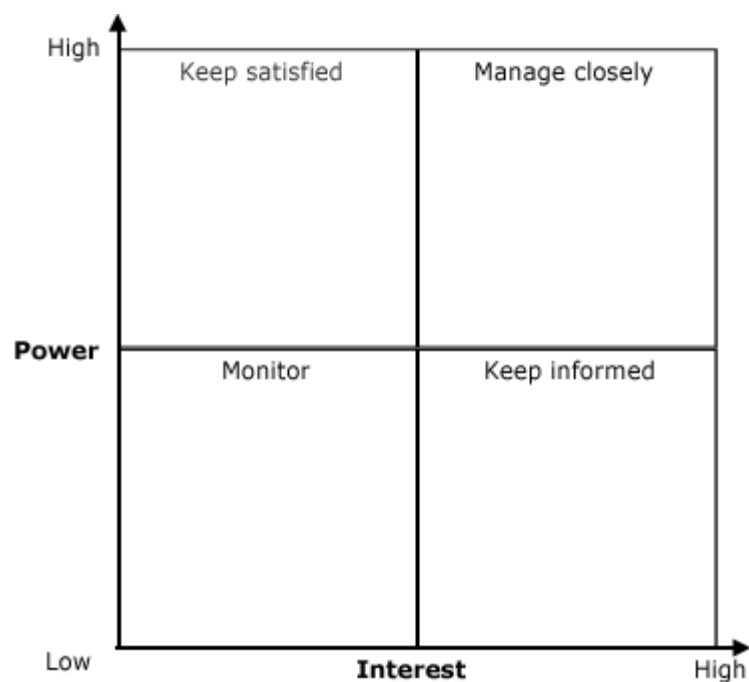 High
Keep satisfied
Manage closely
Power
Monitor
Keep informed
Low
Interest
High